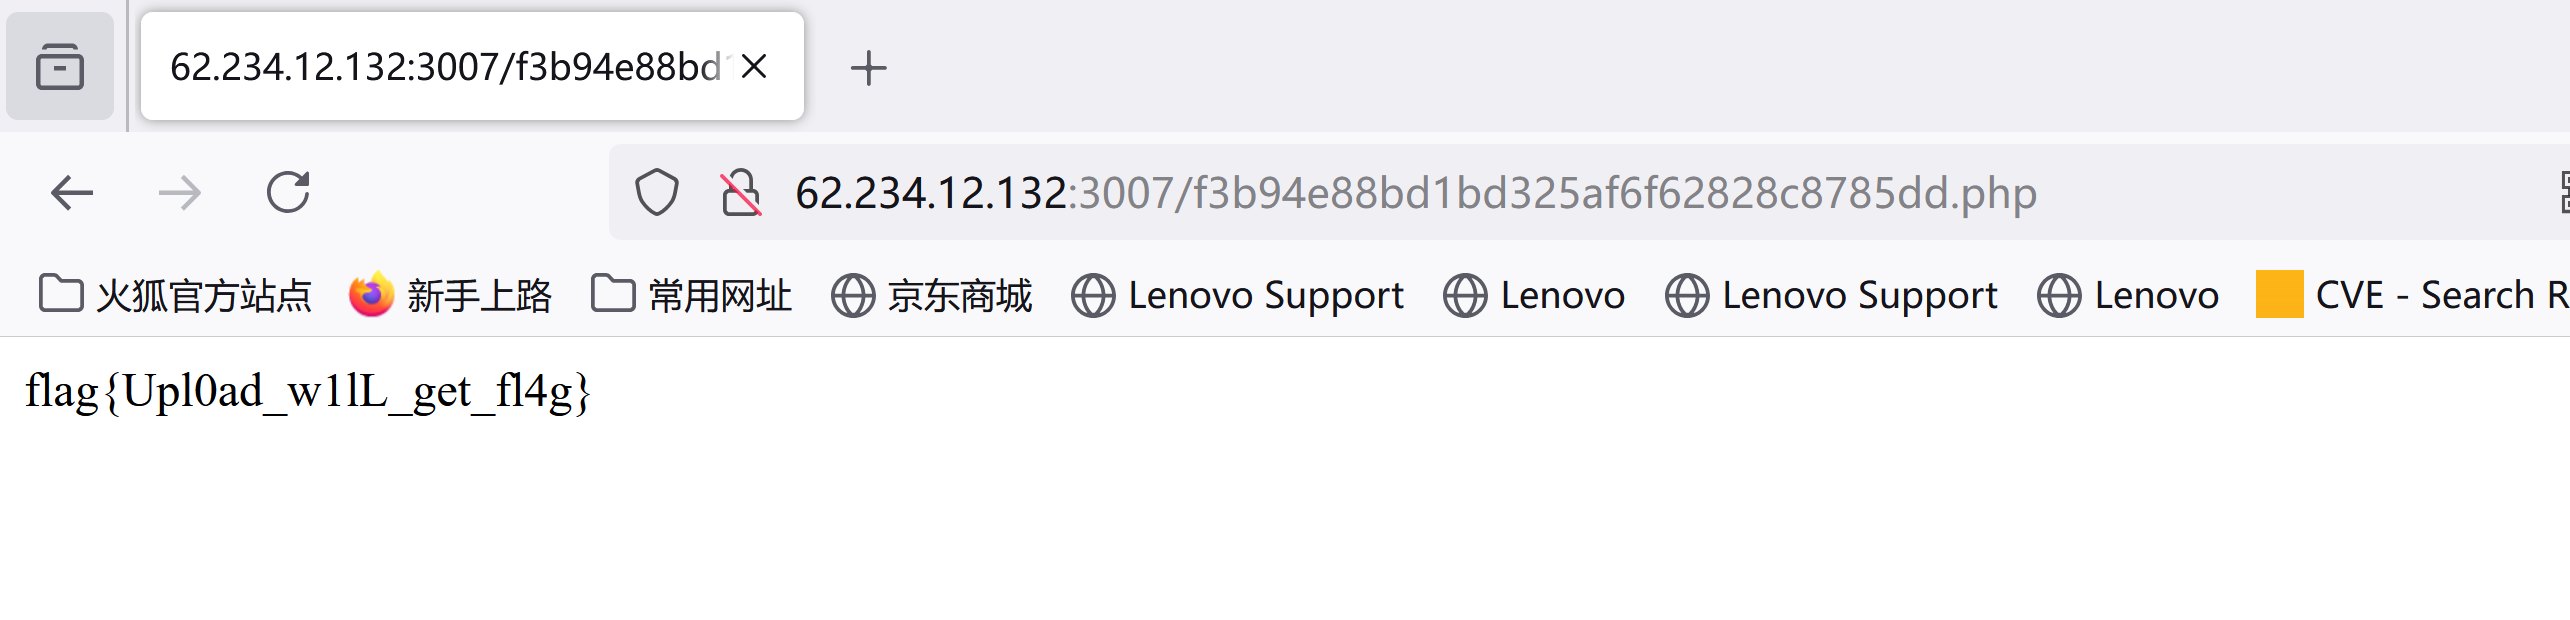 62.234.12.132:3007/f3b94e88bd
62.234.12.132:3007/f3b94e88bd1bd325af6f62828c8785dd.php
火狐官方站点 新手上路 常用网址 京东商城 Lenovo Support Lenovo Lenovo Support Lenovo CVE - Search R
flag{Upl0ad_w1lL_get_fl4g}